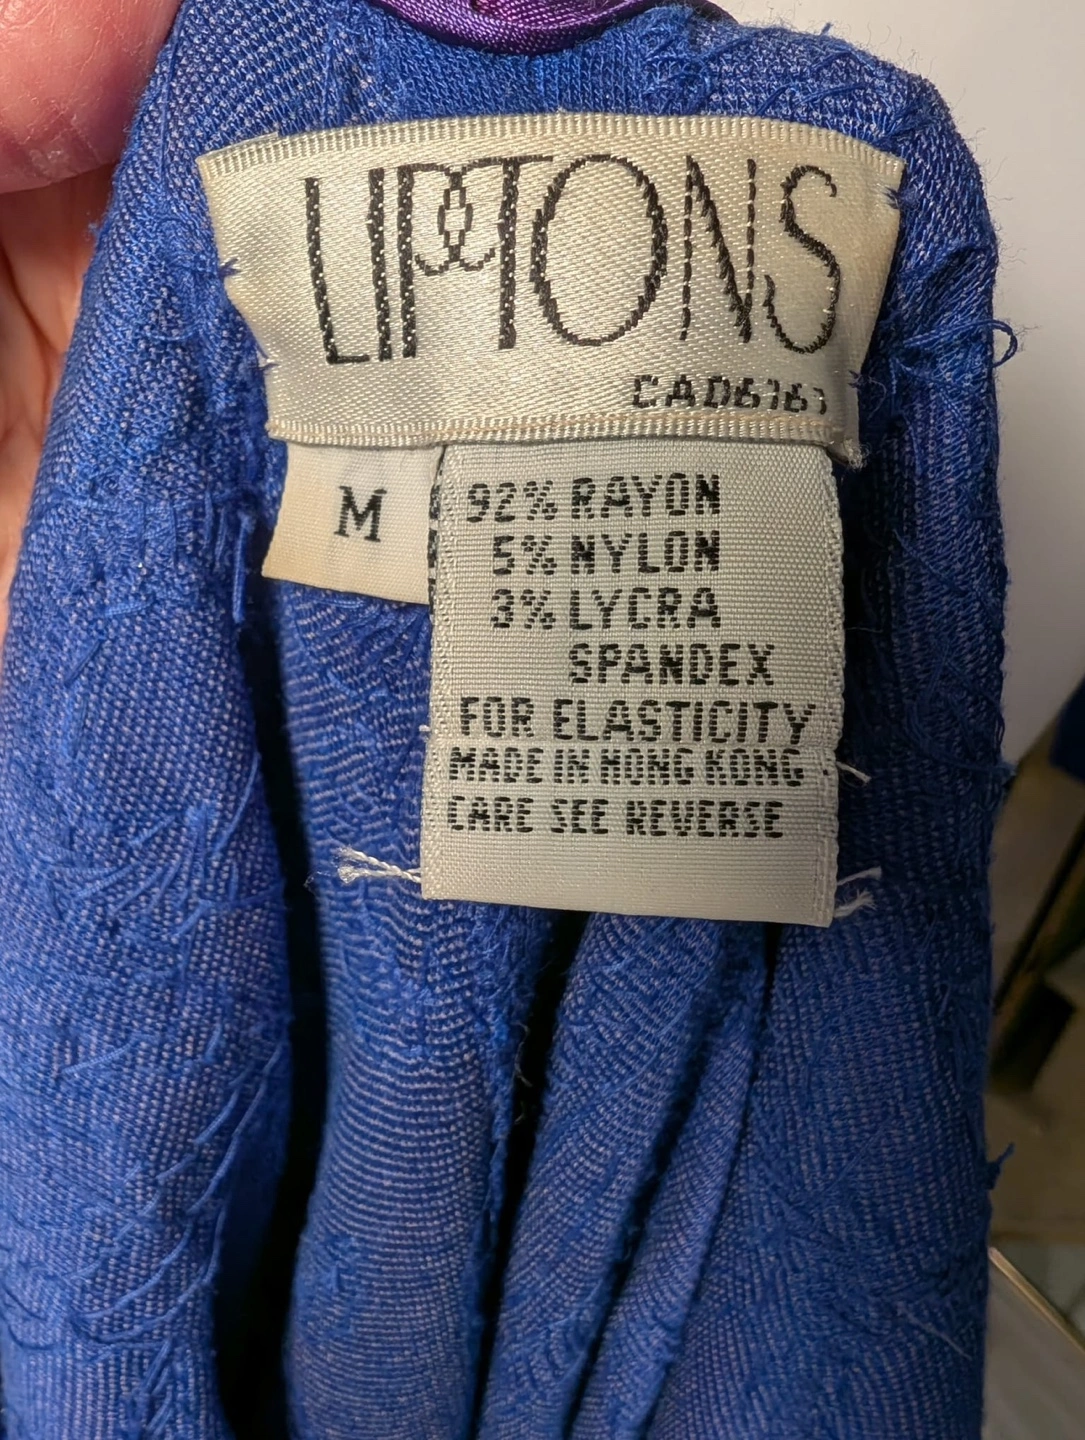 LIPTONS
CAD6161
M
92% RAYON
5% NYLON
3% LYCRA
SPANDEX
FOR ELASTICITY
MADE IN HONG KONG
CARE SEE REVERSE